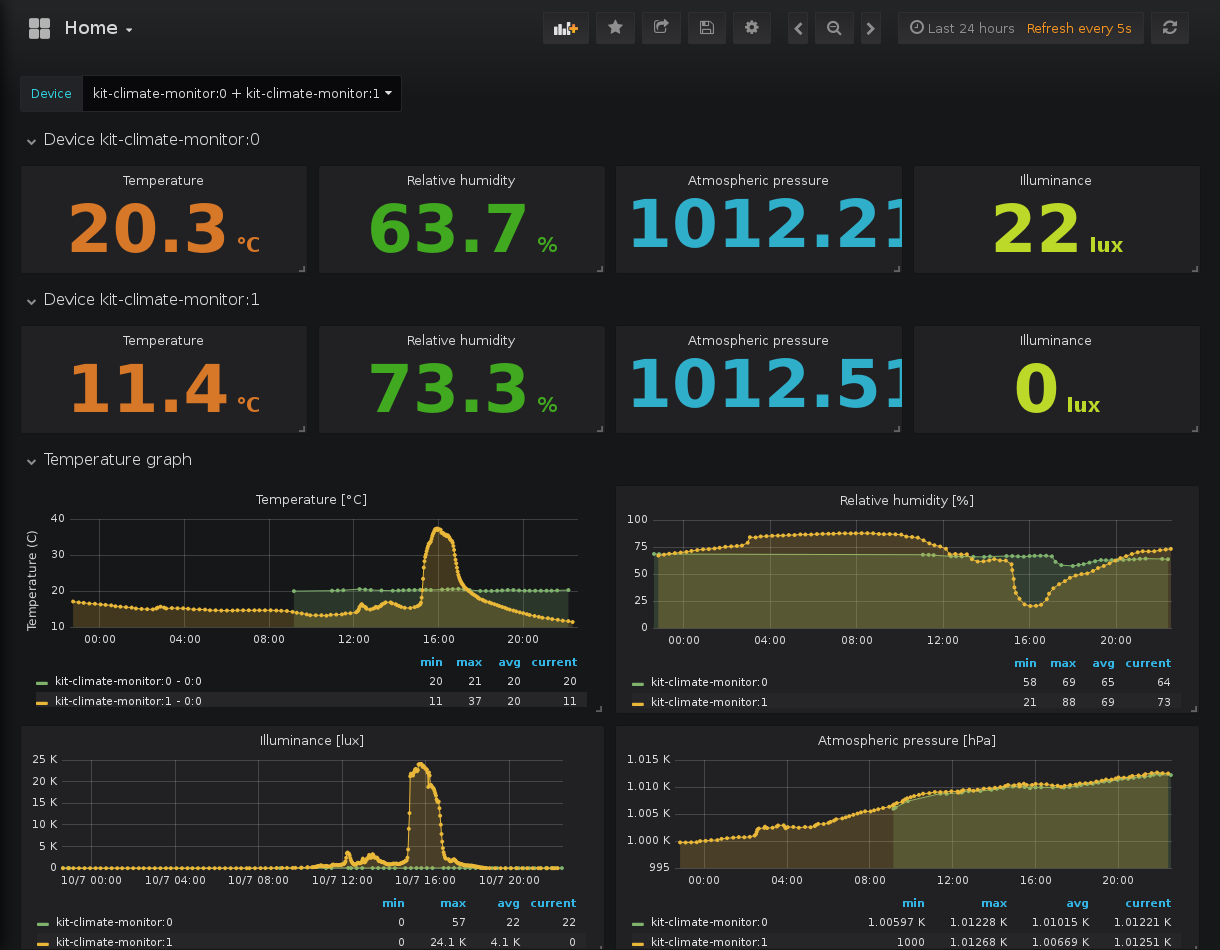 Home
Last 24 hours Refresh every 5s
Device kit-climate-monitor:0 + kit-climate-monitor:1
Device kit-climate-monitor:0
Temperature Relative humidity Atmospheric pressure Illuminance
20.3 °C 63.7 % 1012.21 22 lux
Device kit-climate-monitor:1
Temperature Relative humidity Atmospheric pressure Illuminance
11.4 °C 73.3 % 1012.51 0 lux
Temperature graph
Temperature [°C]
Temperature (C)
40
30
20
10
00:00 04:00 08:00 12:00 16:00 20:00
min max avg current
kit-climate-monitor:0 - 0:0 20 21 20 20
kit-climate-monitor:1 - 0:0 11 37 20 11
Relative humidity [%]
100
75
50
25
0
00:00 04:00 08:00 12:00 16:00 20:00
min max avg current
kit-climate-monitor:0 58 69 65 64
kit-climate-monitor:1 21 88 69 73
Illuminance [lux]
25 K
20 K
15 K
10 K
5 K
0
10/7 00:00 10/7 04:00 10/7 08:00 10/7 12:00 10/7 16:00 10/7 20:00
min max avg current
kit-climate-monitor:0 0 57 22 22
kit-climate-monitor:1 0 24.1 K 4.1 K 0
Atmospheric pressure [hPa]
1.015 K
1.010 K
1.005 K
1.000 K
995
00:00 04:00 08:00 12:00 16:00 20:00
min max avg current
kit-climate-monitor:0 1.00597 K 1.01228 K 1.01015 K 1.01221 K
kit-climate-monitor:1 1000 1.01268 K 1.00669 K 1.01251 K